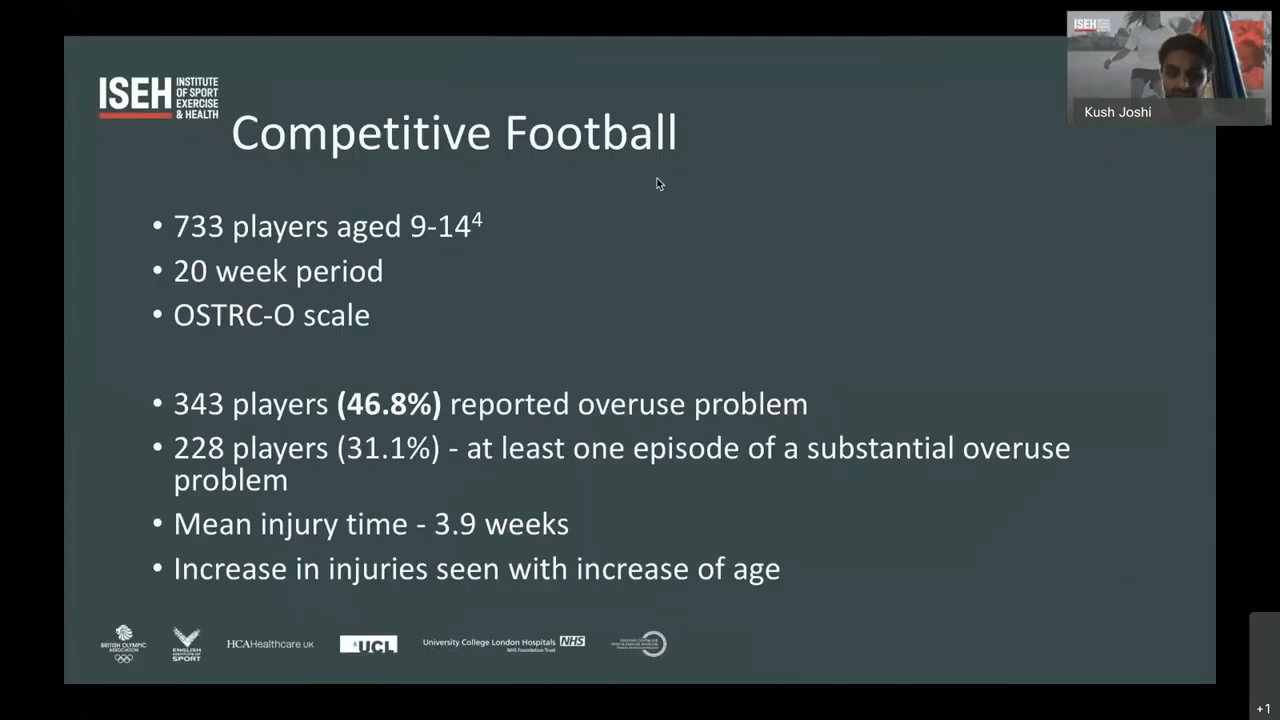 ISEH INSTITUTE
OF SPORT
EXERCISE
& HEALTH
Competitive Football
• 733 players aged 9-14⁴
• 20 week period
• OSTRC-O scale
• 343 players (46.8%) reported overuse problem
• 228 players (31.1%) - at least one episode of a substantial overuse
problem
• Mean injury time - 3.9 weeks
• Increase in injuries seen with increase of age
BRITISH OLYMPIC
ASSOCIATION
ENGLISH
INSTITUTE OF
SPORT
HCAHealthcare UK
UCL
University College London Hospitals NHS
NHS Foundation Trust
ISEH
Kush Joshi
+1